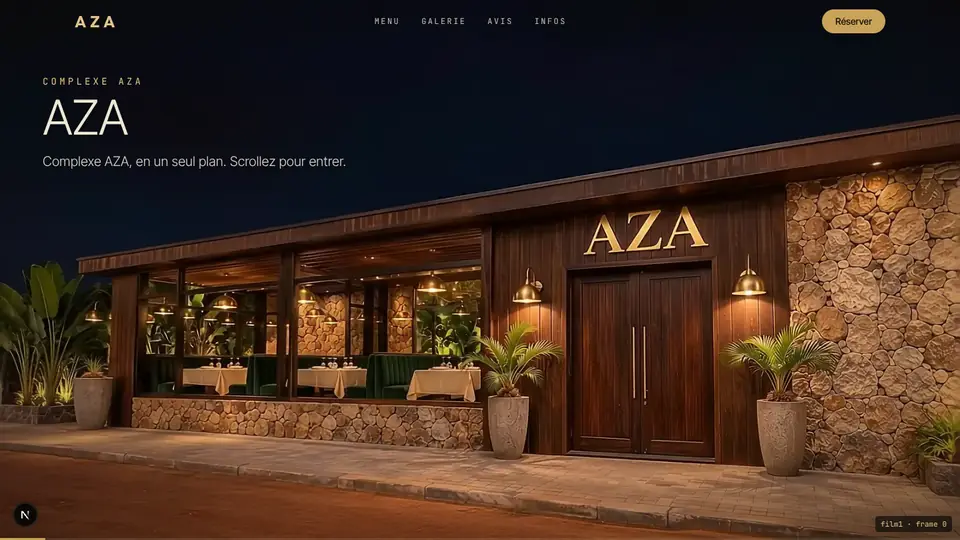 AZA
MENU GALERIE AVIS INFOS
Réserver
COMPLEXE AZA
AZA
Complexe AZA, en un seul plan. Scrollez pour entrer.
AZA
N
film1 · frame 0